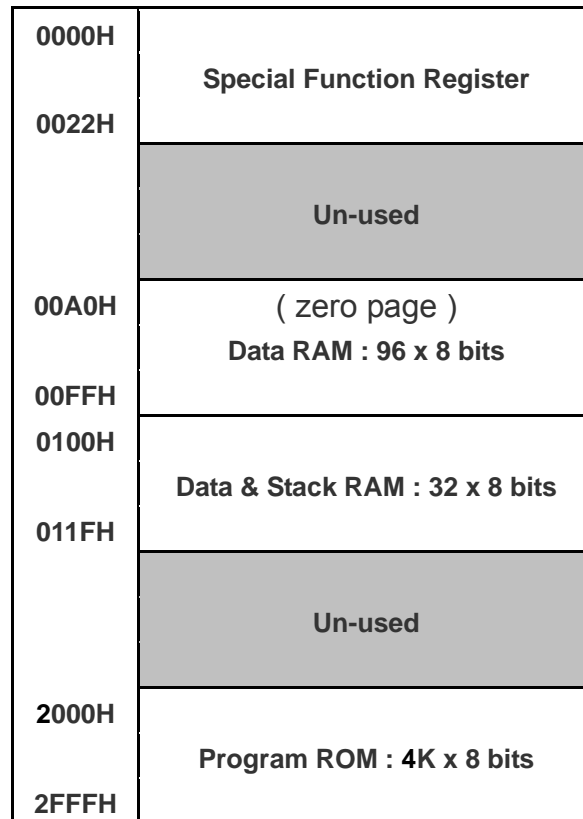 0000H
Special Function Register
0022H
Un-used
00A0H
( zero page )
Data RAM : 96 x 8 bits
00FFH
0100H
Data & Stack RAM : 32 x 8 bits
011FH
Un-used
2000H
Program ROM : 4K x 8 bits
2FFFH